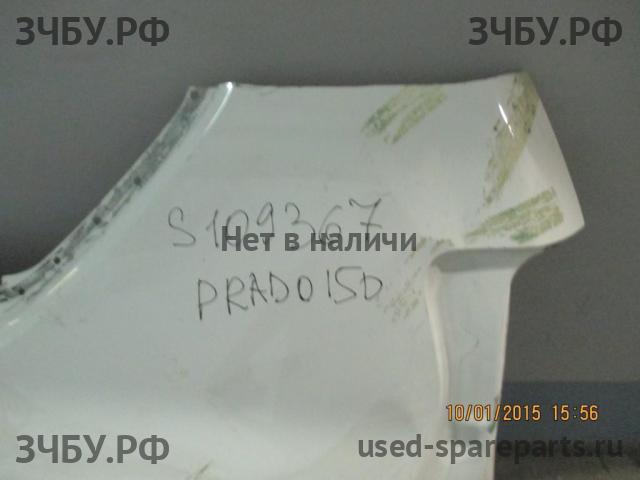 ЗЧБУ.РФ ЗЧБУ.РФ
S109367
Нет в наличи
PRADO150
10/01/2015 15:56
ЗЧБУ.РФ used-spareparts.ru